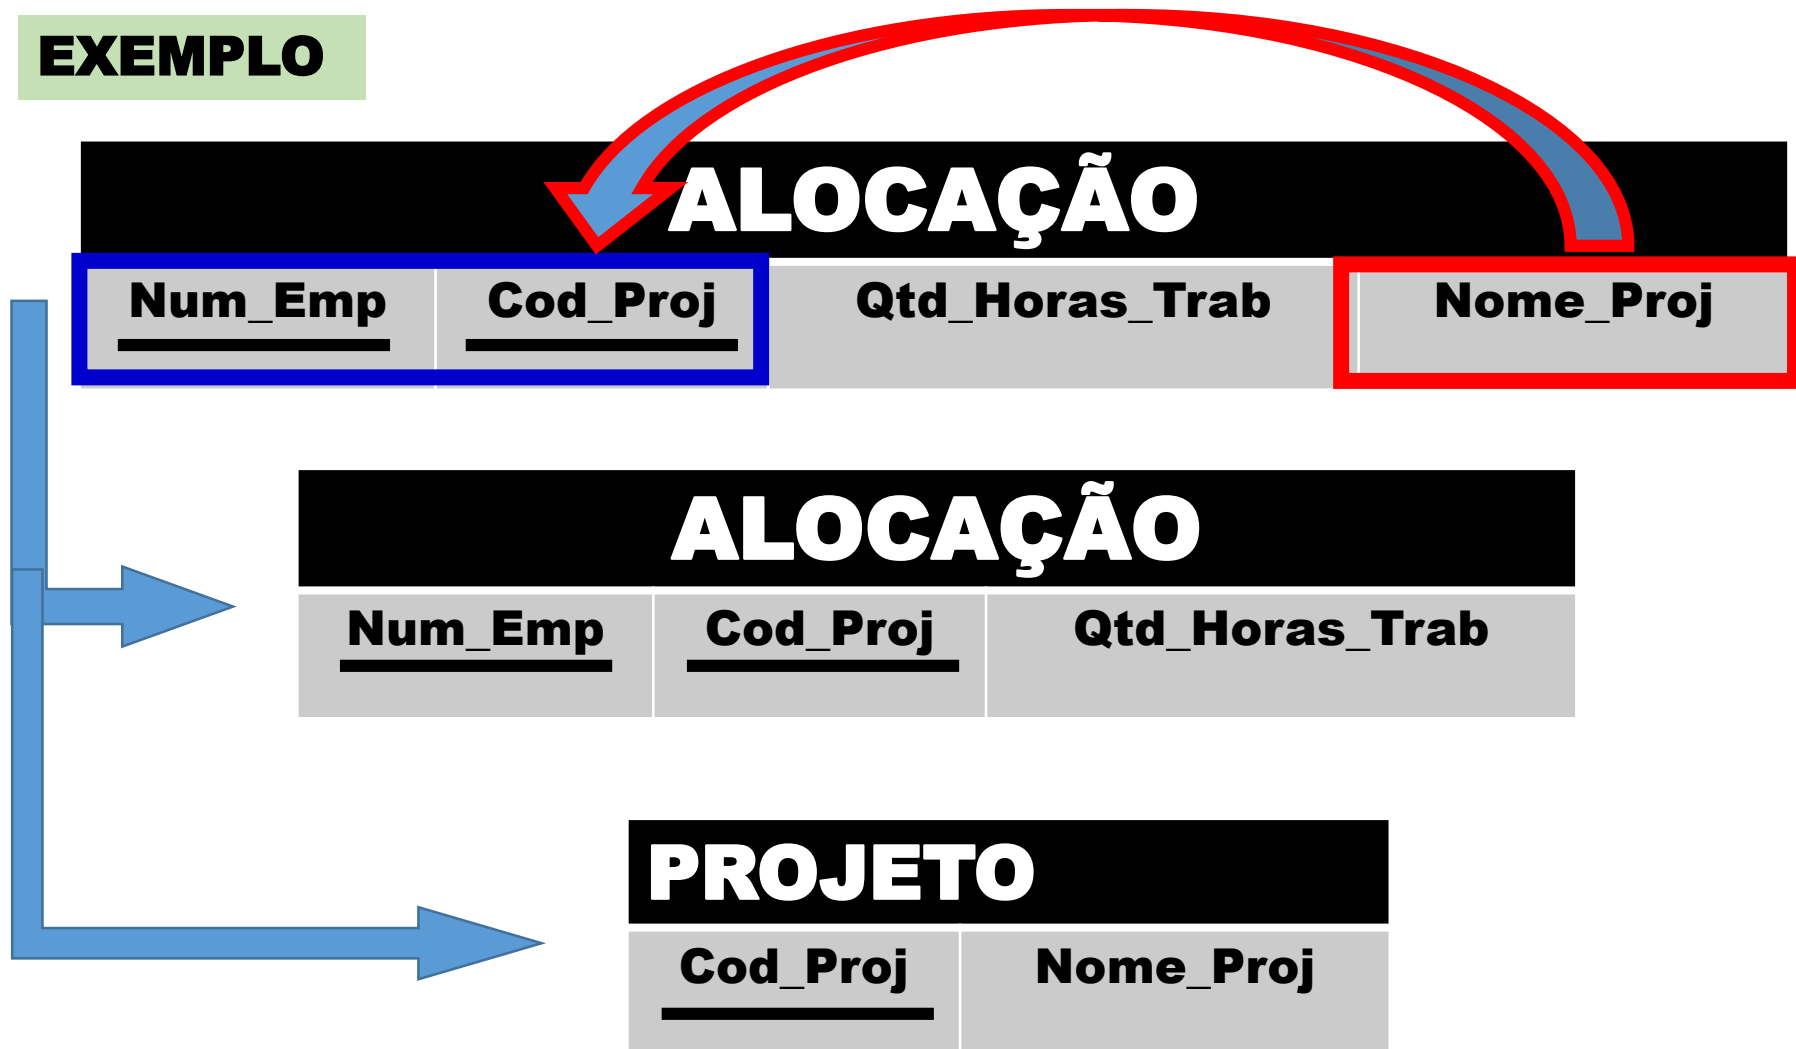 EXEMPLO
ALOCAÇÃO
Num_Emp Cod_Proj Qtd_Horas_Trab Nome_Proj
ALOCAÇÃO
Num_Emp Cod_Proj Qtd_Horas_Trab
PROJETO
Cod_Proj Nome_Proj